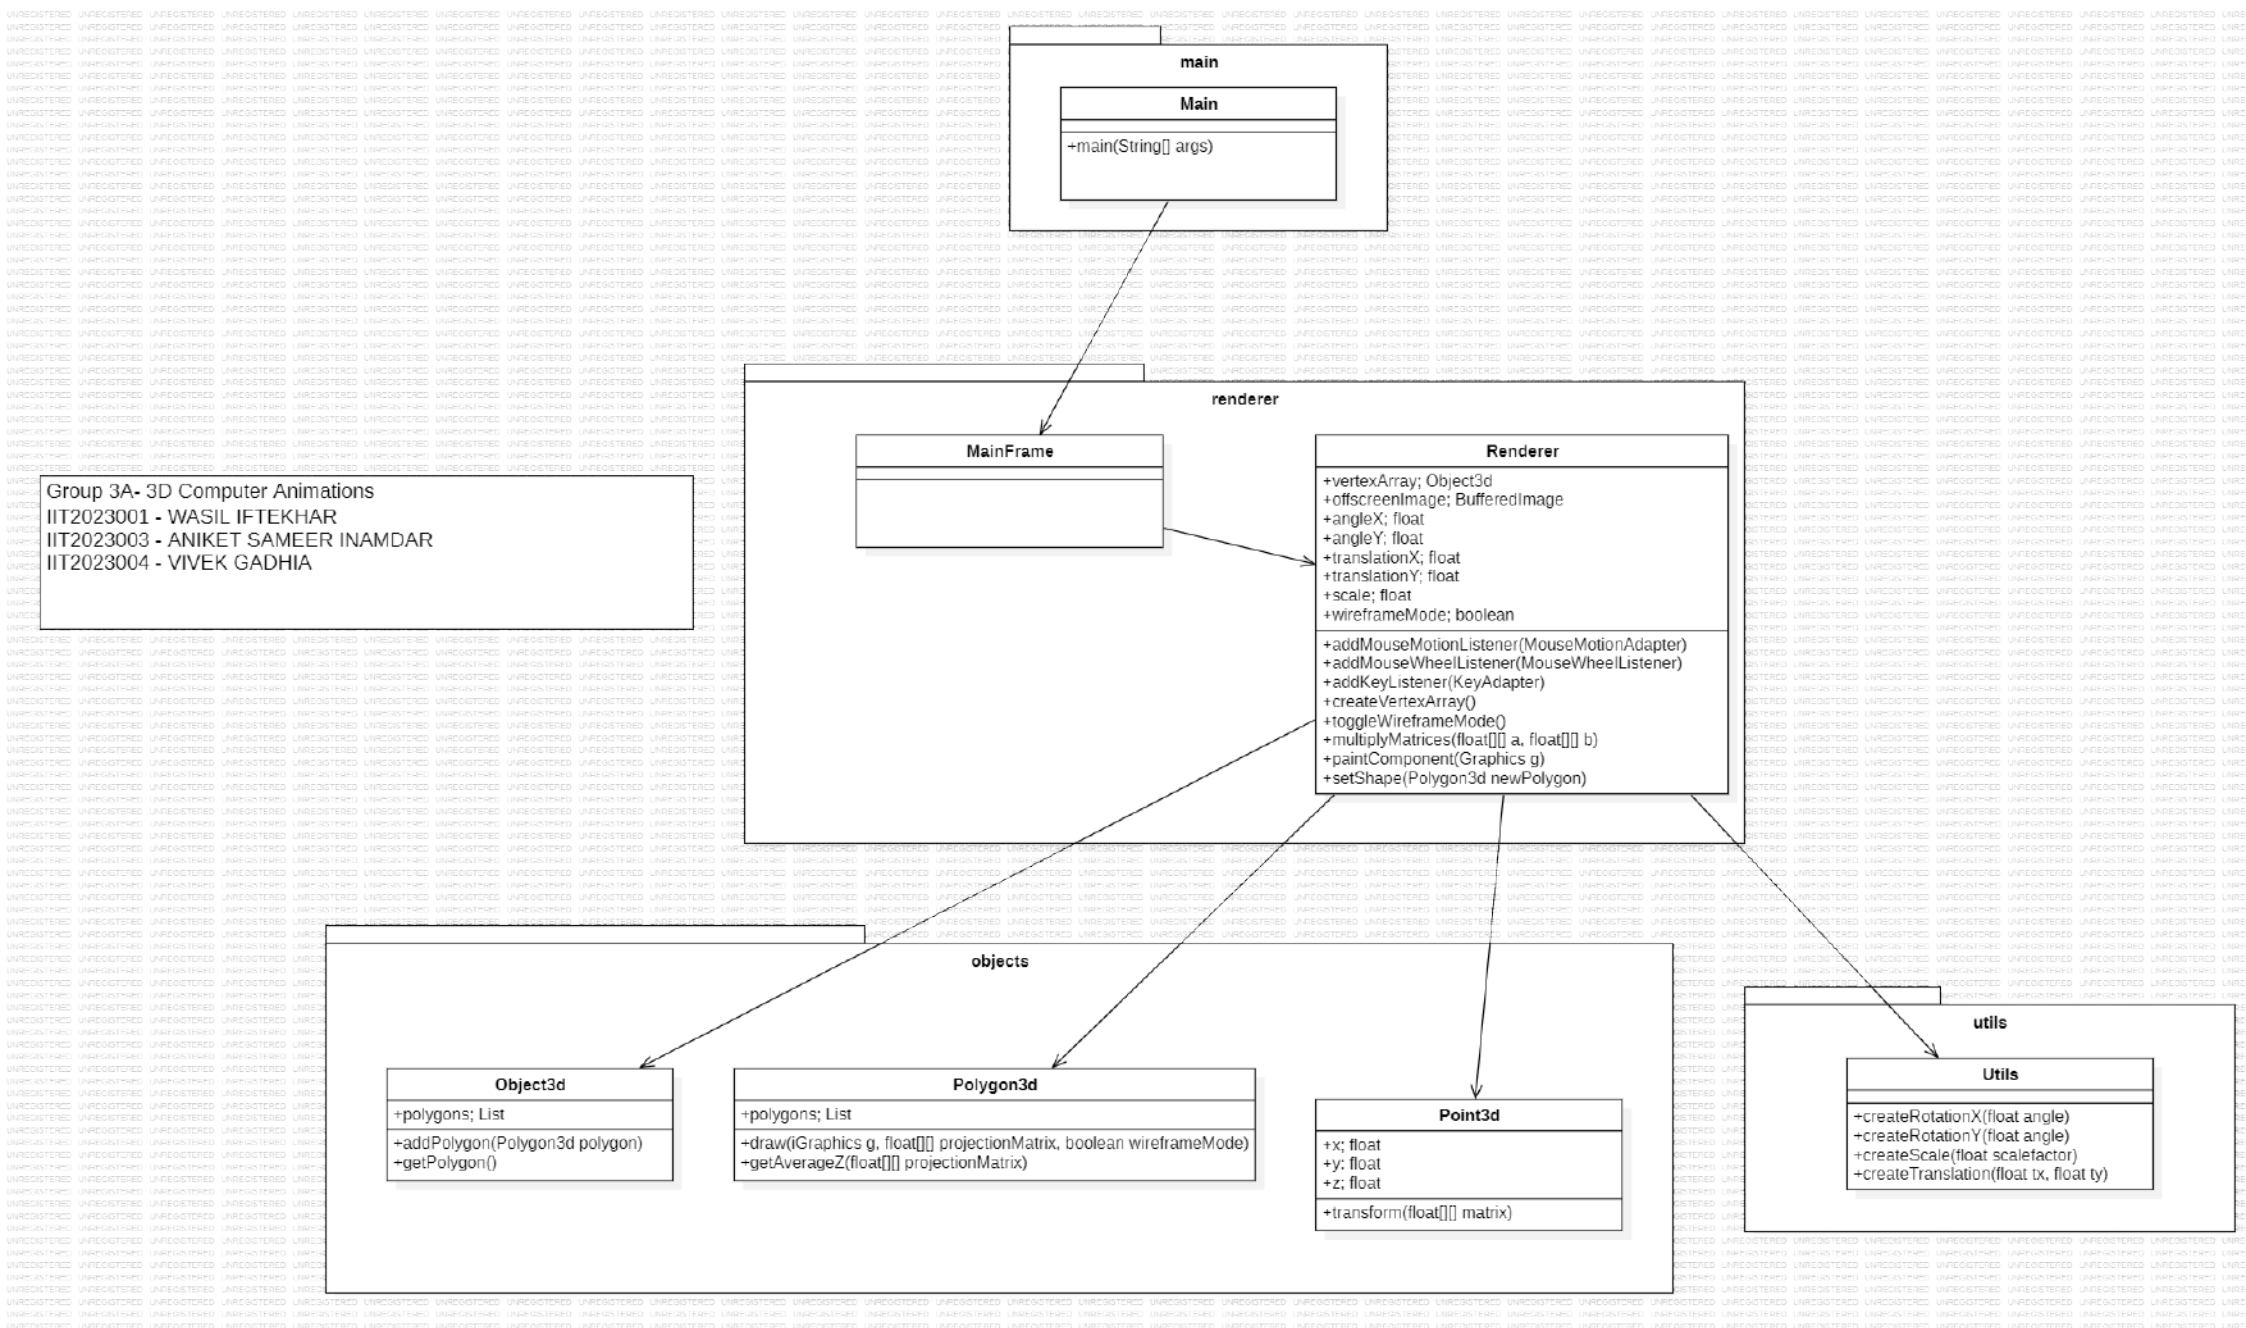 main
Main
+main(String[] args)
renderer
MainFrame
Renderer
+vertexArray; Object3d
+offscreenImage; BufferedImage
+angleX; float
+angleY; float
+translationX; float
+translationY; float
+scale; float
+wireframeMode; boolean
+addMouseMotionListener(MouseMotionAdapter)
+addMouseWheelListener(MouseWheelListener)
+addKeyListener(KeyAdapter)
+createVertexArray()
+toggleWireframeMode()
+multiplyMatrices(float[][] a, float[][] b)
+paintComponent(Graphics g)
+setShape(Polygon3d newPolygon)
Group 3A- 3D Computer Animations
IIT2023001 - WASIL IFTEKHAR
IIT2023003 - ANIKET SAMEER INAMDAR
IIT2023004 - VIVEK GADHIA
objects
Object3d
+polygons; List
+addPolygon(Polygon3d polygon)
+getPolygon()
Polygon3d
+polygons; List
+draw(iGraphics g, float[][] projectionMatrix, boolean wireframeMode)
+getAverageZ(float[][] projectionMatrix)
Point3d
+x; float
+y: float
+z; float
+transform(float[][] matrix)
utils
Utils
+createRotationX(float angle)
+createRotationY(float angle)
+createScale(float scalefactor)
+createTranslation(float tx, float ty)
UNREGISTERED